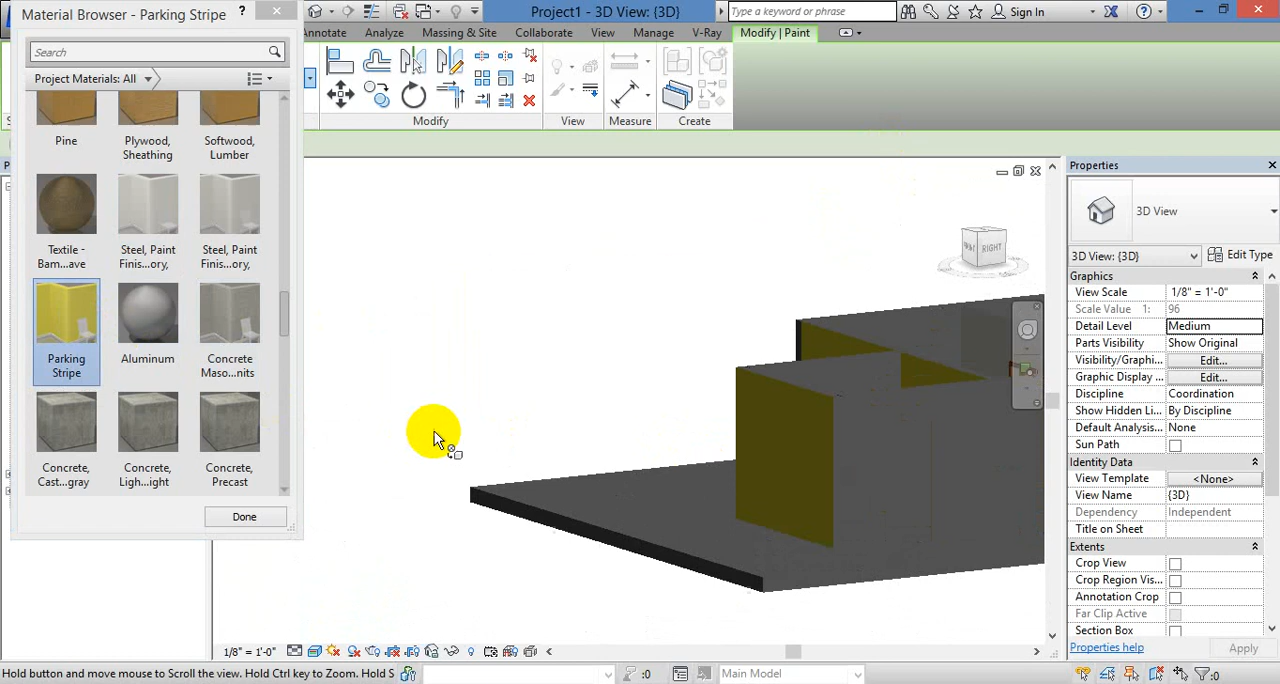 Material Browser - Parking Stripe
?
Project1 - 3D View: {3D}
Type a keyword or phrase
Sign In
Search
Project Materials: All
Annotate
Analyze
Massing & Site
Collaborate
View
Manage
V-Ray
Modify | Paint
Modify
View
Measure
Create
Pine
Plywood, Sheathing
Softwood, Lumber
Textile - Bam...ave
Steel, Paint Finis...ory,
Steel, Paint Finis...ory,
Parking Stripe
Aluminum
Concrete Maso...nits
Concrete, Cast...gray
Concrete, Ligh...ight
Concrete, Precast
Done
RIGHT
Properties
3D View
3D View: {3D}
Edit Type
Graphics
View Scale 1/8" = 1'-0"
Scale Value 1: 96
Detail Level Medium
Parts Visibility Show Original
Visibility/Graphi... Edit...
Graphic Display ... Edit...
Discipline Coordination
Show Hidden Li... By Discipline
Default Analysis... None
Sun Path
Identity Data
View Template <None>
View Name {3D}
Dependency Independent
Title on Sheet
Extents
Crop View
Crop Region Vis...
Annotation Crop
Far Clip Active
Section Box
Properties help
Apply
1/8" = 1'-0"
Hold button and move mouse to Scroll the view. Hold Ctrl key to Zoom. Hold S
:0
Main Model
:0